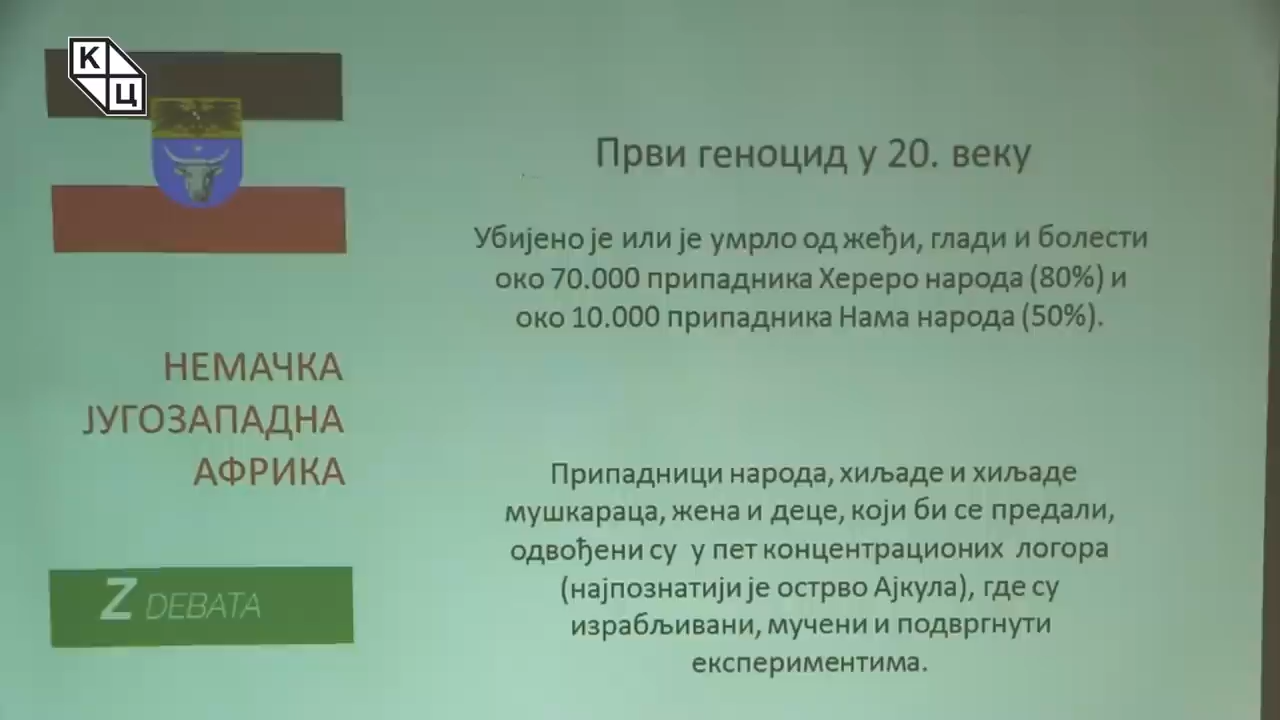 К
Ц
Први геноцид у 20. веку
Убијено је или је умрло од жеђи, глади и болести
око 70.000 припадника Хереро народа (80%) и
око 10.000 припадника Нама народа (50%).
НЕМАЧКА
ЈУГОЗАПАДНА
АФРИКА
Припадници народа, хиљаде и хиљаде
мушкараца, жена и деце, који би се предали,
одвођени су у пет концентрационих логора
(најпознатији је острво Ајкула), где су
израбљивани, мучени и подвргнути
експериментима.
Z DEBATA